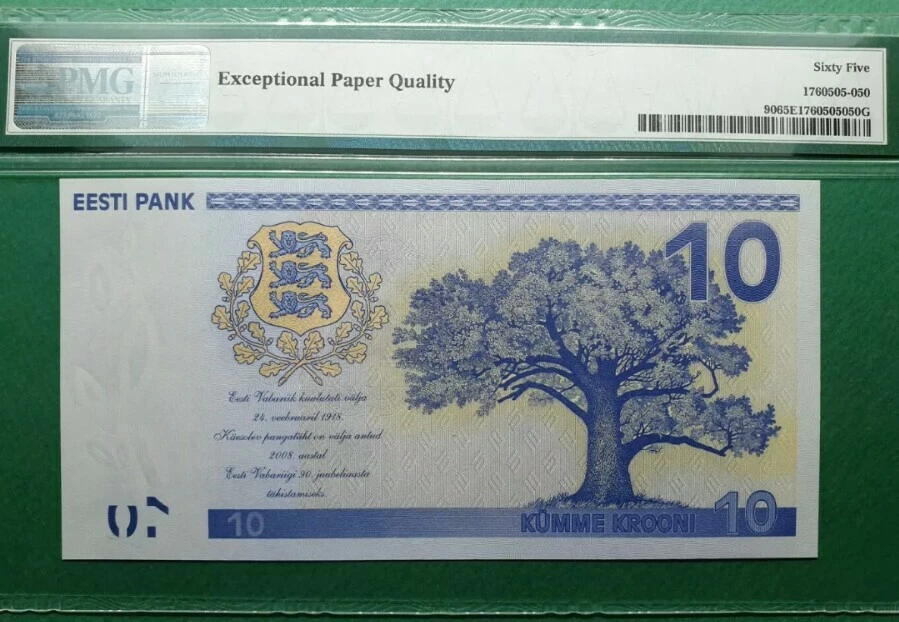 PMG
Exceptional Paper Quality
Sixty Five
1760505-050
9065E1760505050G
EESTI PANK
10
Eesti Vabariik kuulutati välja
24. veebruaril 1918.
Käesolev pangatäht on välja antud
2008. aastal
Eesti Vabariigi 90. juubeliaasta
tähistamiseks.
10
KÜMME KROONI
10